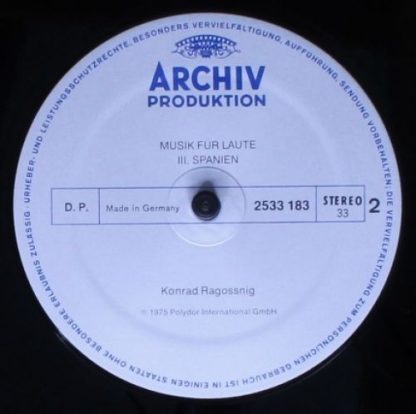 ARCHIV
PRODUKTION
MUSIK FÜR LAUTE
III. SPANIEN
D. P.
Made in Germany
2533 183
STEREO
33
2
Konrad Ragossnig
℗ 1975 Polydor International GmbH
URHEBER- UND LEISTUNGSSCHUTZRECHTE, BESONDERS VERVIELFÄLTIGUNG, AUFFÜHRUNG, SENDUNG VORBEHALTEN; DIE VERVIELFÄLTIGUNG ZUM PERSÖNLICHEN GEBRAUCH IST IN EINIGEN STAATEN OHNE BESONDERE ERLAUBNIS ZULÄSSIG ·